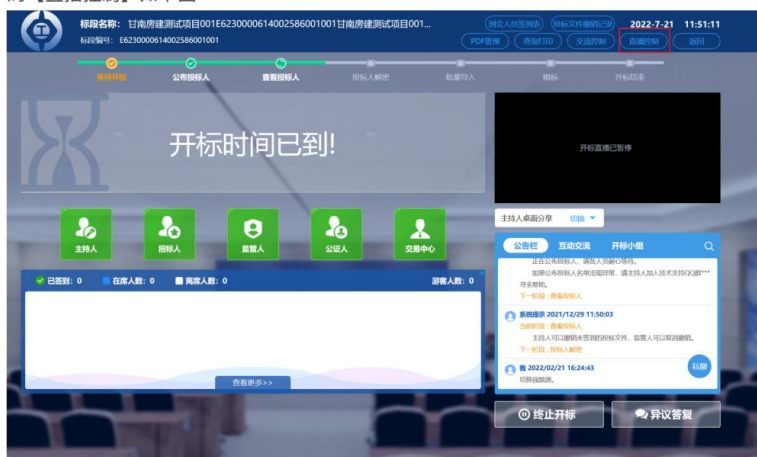 的【直播控制】如下图
标段名称： 甘南房建测试项目001E6230000614002586001001甘南房建测试项目001...
到会人员签到表
投标文件撤销记录
2022-7-21 11:51:11
标段编号： E6230000614002586001001
PDF管理
查询门口
交流控制
直播控制
返回
等待开标
公布投标人
查看投标人
投标人解密
批量导入
唱标
开标结束
开标时间已到!
开标直播已暂停
主持人桌面分享 切换
主持人
招标人
监督人
公证人
交易中心
公告栏 互动交流 开标小组
已签到： 0 在席人数： 0 离席人数： 0 游客人数： 0
正在公布投标人，请各人员耐心等待。
如果公布投标人名单出现异常，请主持人加入技术支持QQ群***
寻求帮助。
下一阶段：查看投标人
系统提示 2021/12/29 11:50:03
当前阶段：查看投标人
主持人可以撤销未签到的投标文件，监管人可以取消撤销。
下一阶段：投标人解密
我 2022/02/21 16:24:43
切换视频源。
私聊
查看更多>>
终止开标
异议答复